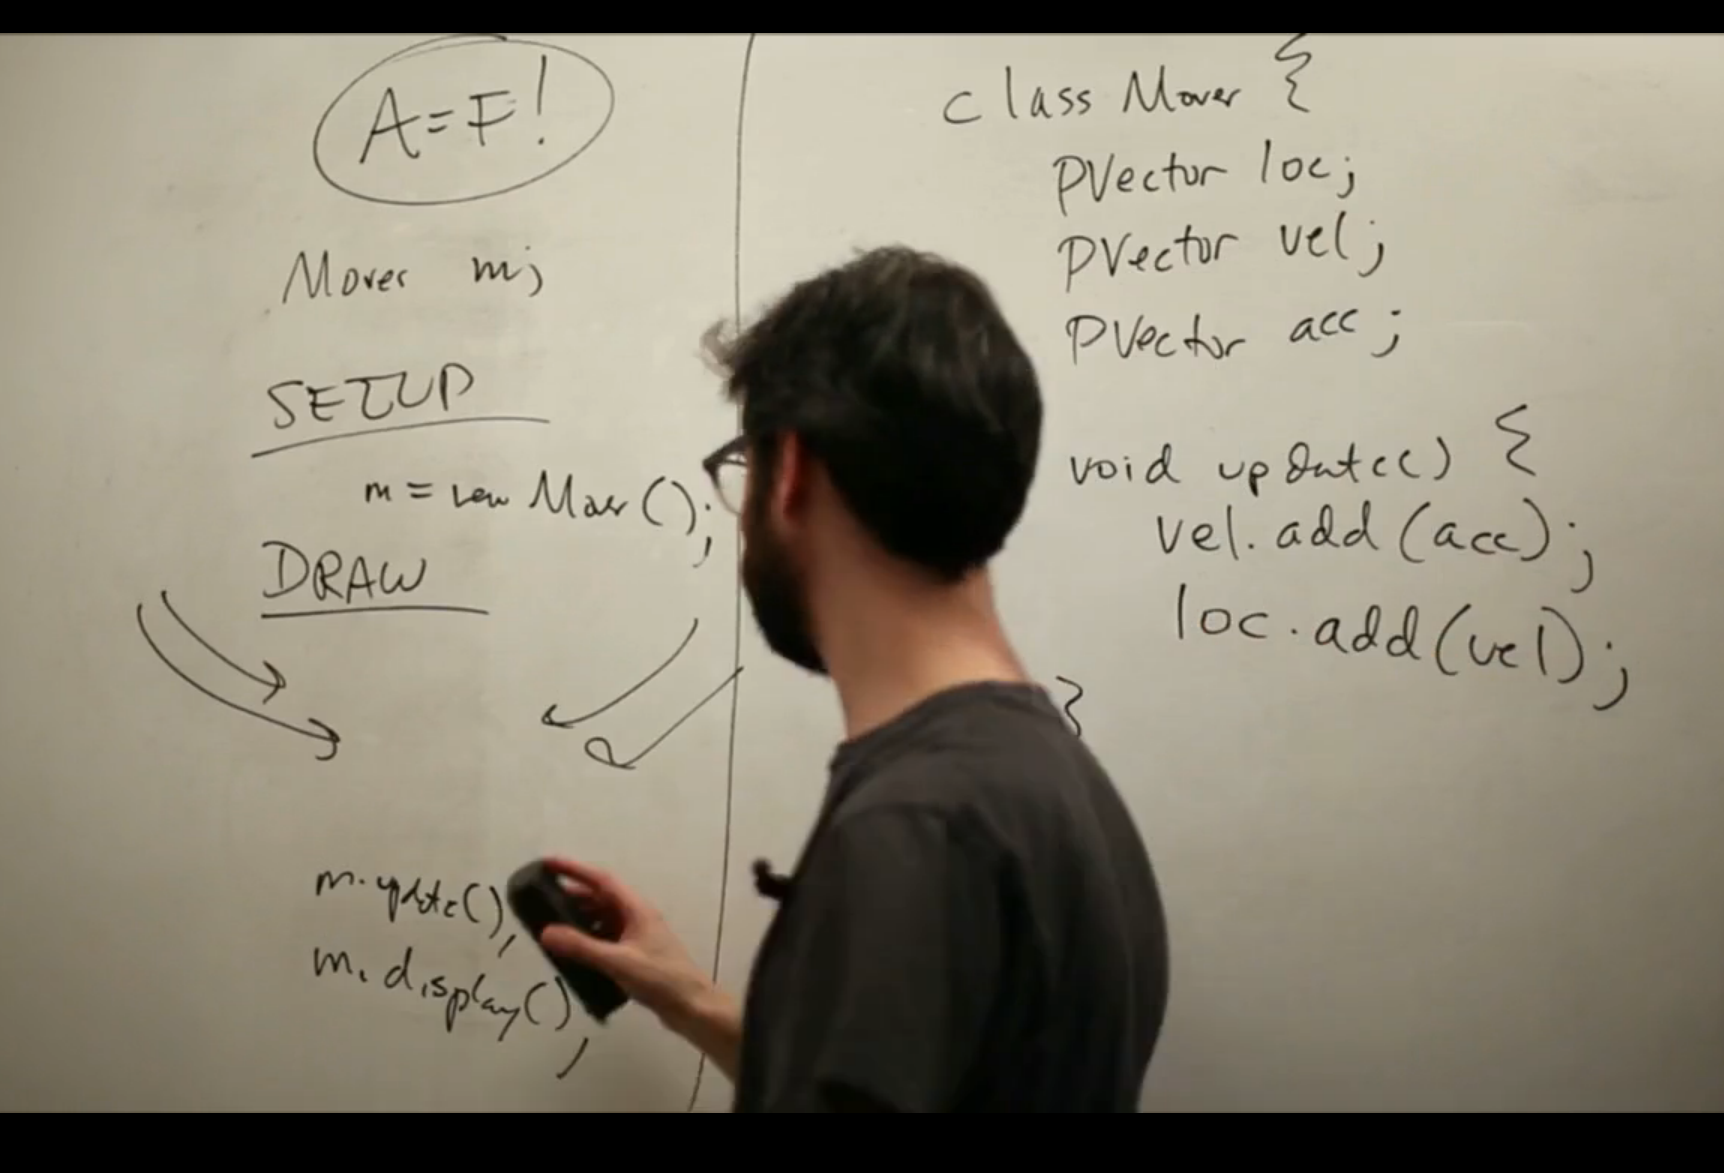 A=F!
Mover m;
SETUP
m = new Mover();
DRAW
m.update();
m.display();
class Mover {
PVector loc;
PVector vel;
PVector acc;
void update() {
vel.add(acc);
loc.add(vel);
}